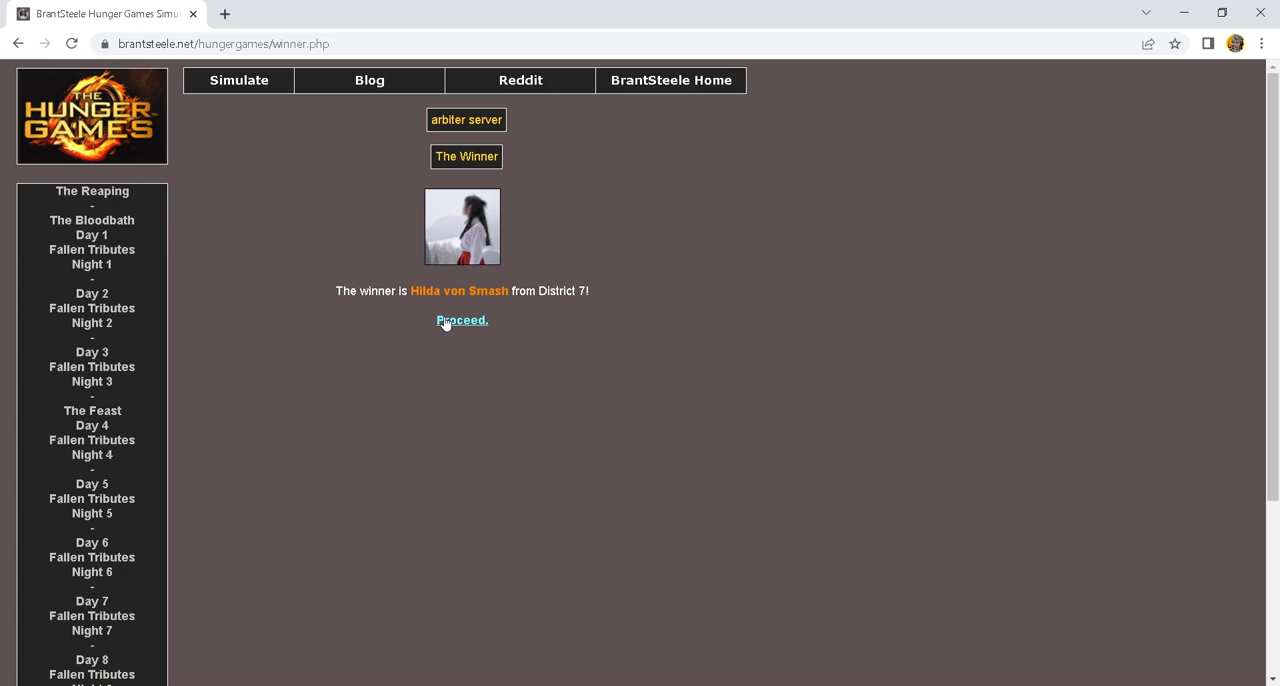 BrantSteele Hunger Games Simul
brantsteele.net/hungergames/winner.php
THE
HUNGER
GAMES
Simulate
Blog
Reddit
BrantSteele Home
arbiter server
The Winner
The winner is Hilda von Smash from District 7!
Proceed.
The Reaping
-
The Bloodbath
Day 1
Fallen Tributes
Night 1
-
Day 2
Fallen Tributes
Night 2
-
Day 3
Fallen Tributes
Night 3
-
The Feast
Day 4
Fallen Tributes
Night 4
-
Day 5
Fallen Tributes
Night 5
-
Day 6
Fallen Tributes
Night 6
-
Day 7
Fallen Tributes
Night 7
-
Day 8
Fallen Tributes